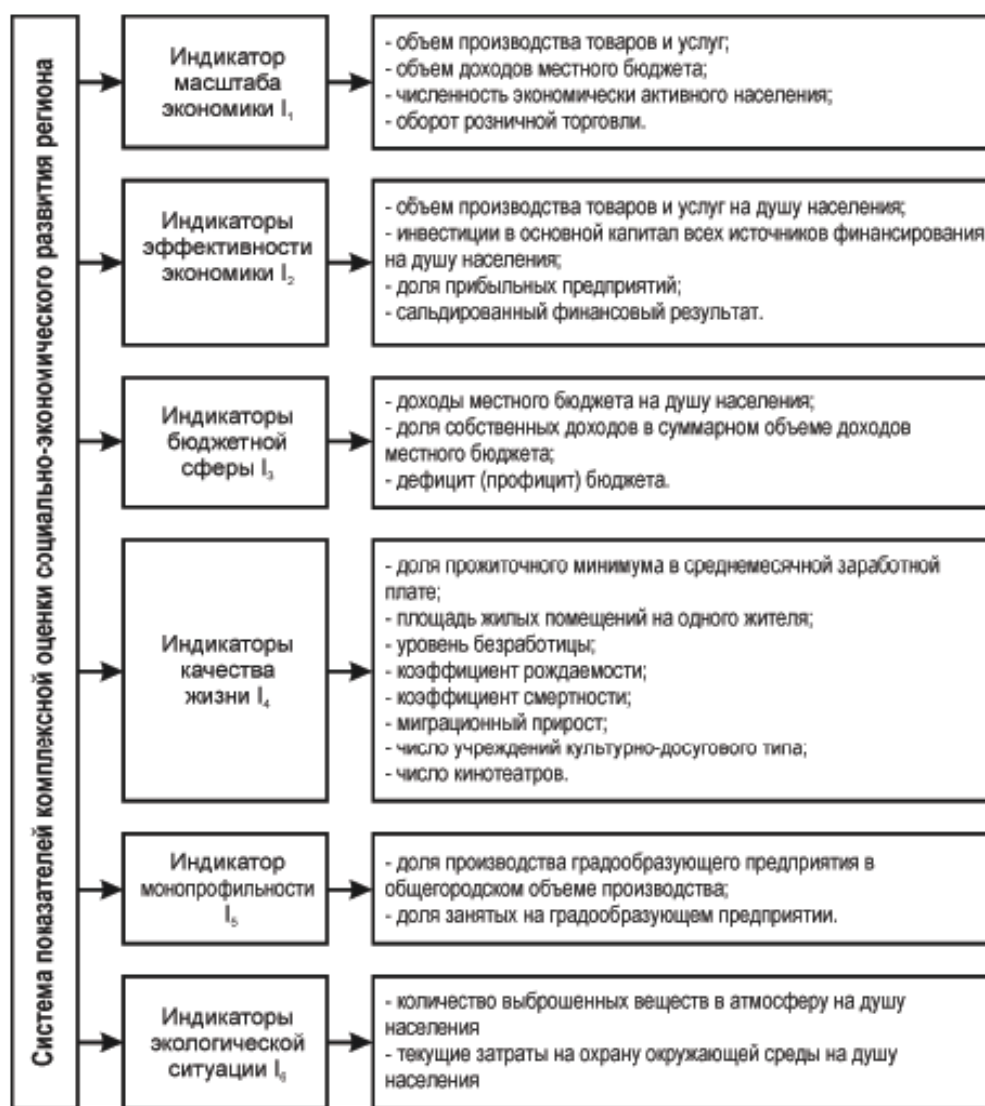 Система показателей комплексной оценки социально-экономического развития региона
Индикатор
масштаба
экономики I₁
- объем производства товаров и услуг;
- объем доходов местного бюджета;
- численность экономически активного населения;
- оборот розничной торговли.
Индикаторы
эффективности
экономики I₂
- объем производства товаров и услуг на душу населения;
- инвестиции в основной капитал всех источников финансирования
на душу населения;
- доля прибыльных предприятий;
- сальдированный финансовый результат.
Индикаторы
бюджетной
сферы I₃
- доходы местного бюджета на душу населения;
- доля собственных доходов в суммарном объеме доходов
местного бюджета;
- дефицит (профицит) бюджета.
Индикаторы
качества
жизни I₄
- доля прожиточного минимума в среднемесячной заработной
плате;
- площадь жилых помещений на одного жителя;
- уровень безработицы;
- коэффициент рождаемости;
- коэффициент смертности;
- миграционный прирост;
- число учреждений культурно-досугового типа;
- число кинотеатров.
Индикатор
монопрофильности
I₅
- доля производства градообразующего предприятия в
общегородском объеме производства;
- доля занятых на градообразующем предприятии.
Индикаторы
экологической
ситуации I₆
- количество выброшенных веществ в атмосферу на душу
населения
- текущие затраты на охрану окружающей среды на душу
населения